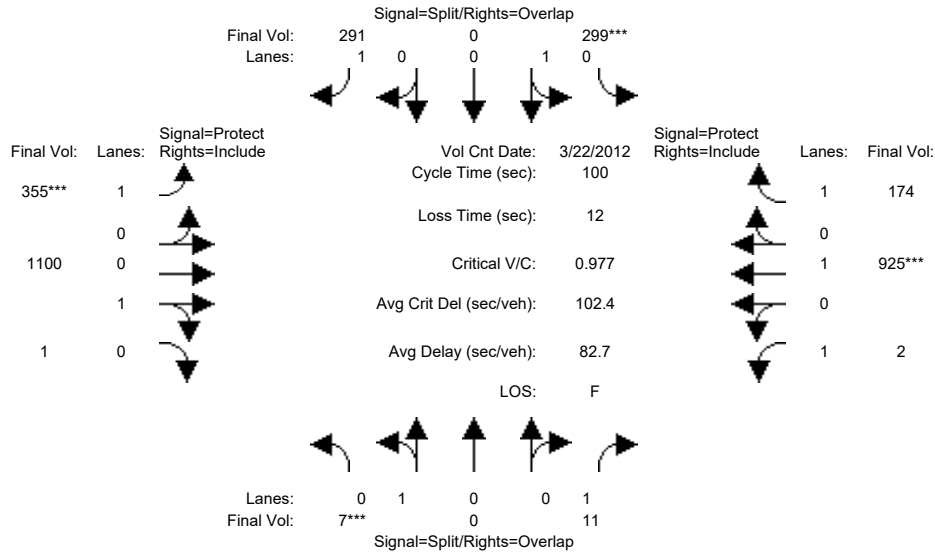 Signal=Split/Rights=Overlap
Final Vol: 291 0 299***
Lanes: 1 0 0 1 0
Signal=Protect
Final Vol: Lanes: Rights=Include
Vol Cnt Date: 3/22/2012
Signal=Protect
Rights=Include Lanes: Final Vol:
Cycle Time (sec): 100
355*** 1
1 174
Loss Time (sec): 12
0
0
1100 0
Critical V/C: 0.977
1 925***
1
Avg Crit Del (sec/veh): 102.4
0
1 0
Avg Delay (sec/veh): 82.7
1 2
LOS: F
Lanes: 0 1 0 0 1
Final Vol: 7*** 0 11
Signal=Split/Rights=Overlap